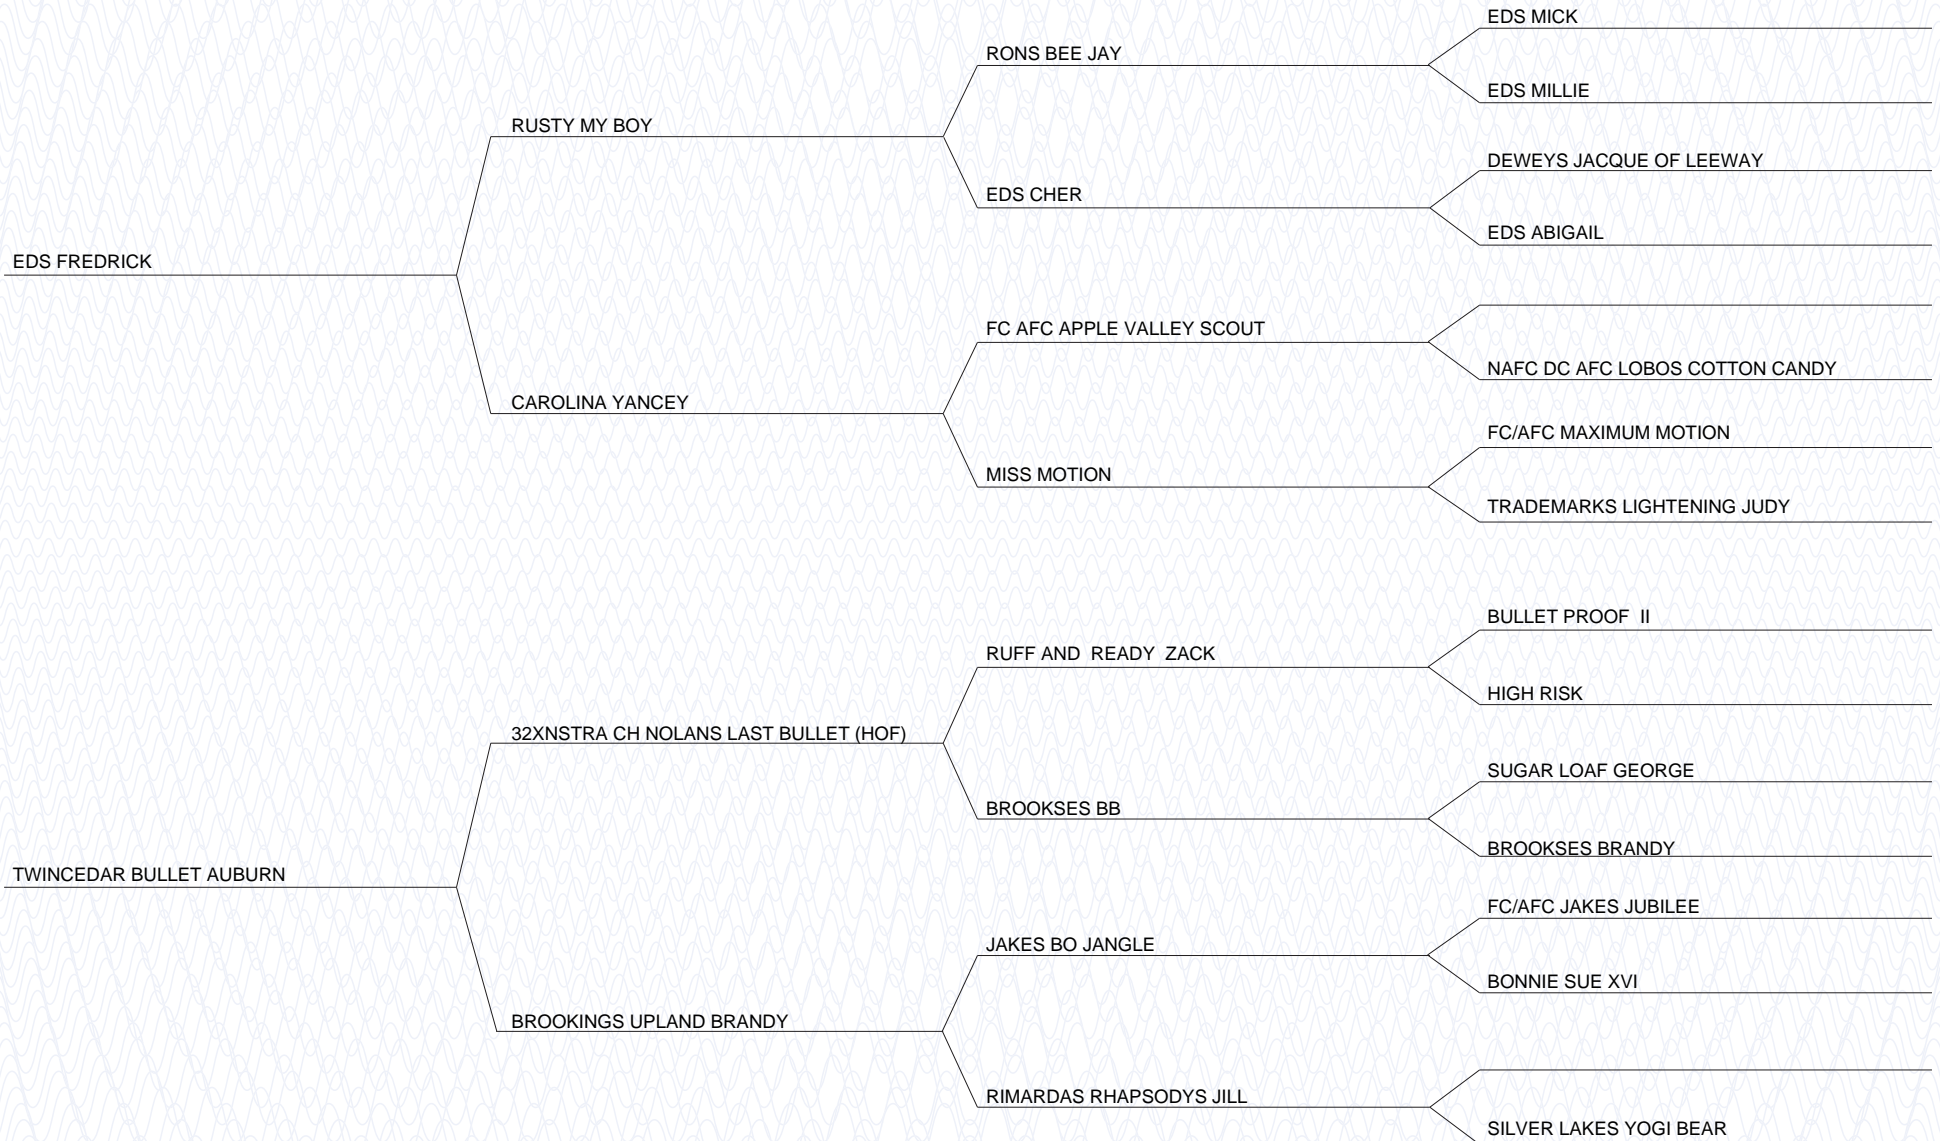 EDS MICK
RONS BEE JAY
EDS MILLIE
RUSTY MY BOY
DEWEYS JACQUE OF LEEWAY
EDS CHER
EDS ABIGAIL
EDS FREDRICK
FC AFC APPLE VALLEY SCOUT
NAFC DC AFC LOBOS COTTON CANDY
CAROLINA YANCEY
FC/AFC MAXIMUM MOTION
MISS MOTION
TRADEMARKS LIGHTENING JUDY
BULLET PROOF  II
RUFF AND  READY  ZACK
HIGH RISK
32XNSTRA CH NOLANS LAST BULLET (HOF)
SUGAR LOAF GEORGE
BROOKSES BB
BROOKSES BRANDY
TWINCEDAR BULLET AUBURN
FC/AFC JAKES JUBILEE
JAKES BO JANGLE
BONNIE SUE XVI
BROOKINGS UPLAND BRANDY
RIMARDAS RHAPSODYS JILL
SILVER LAKES YOGI BEAR